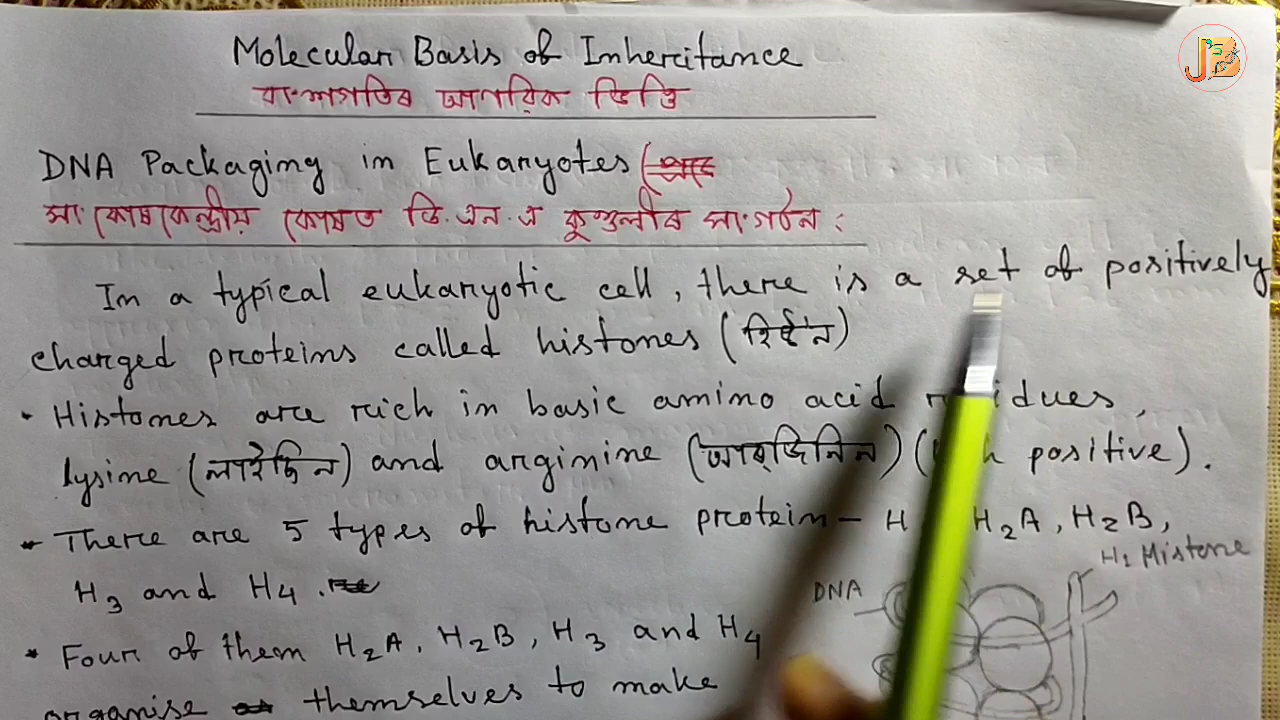 Molecular Basis of Inheritance
বংশগতিৰ আণৱিক ভিত্তি
DNA Packaging in Eukaryotes (
সংকোষকেন্দ্ৰীয় কোষত ডি.এন.এ কুণ্ডলীৰ সংগঠন :
In a typical eukaryotic cell, there is a set of positively
charged proteins called histones (হিষ্ট'ন)
• Histones are rich in basic amino acid residues,
lysine (লাইচিন) and arginine (আৰ্জিনিন) ( positive).
* There are 5 types of histone protein - H H2A, H2B,
H3 and H4.
H1 Histone
DNA
* Four of them H2A, H2B, H3 and H4
organise themselves to make